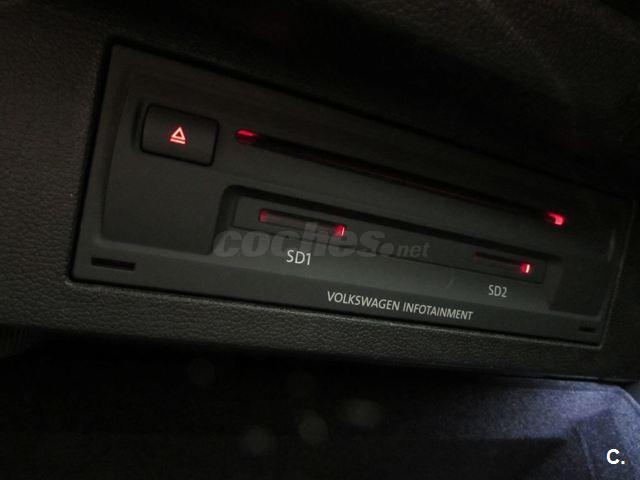 coches.net
SD1
SD2
VOLKSWAGEN INFOTAINMENT
C.